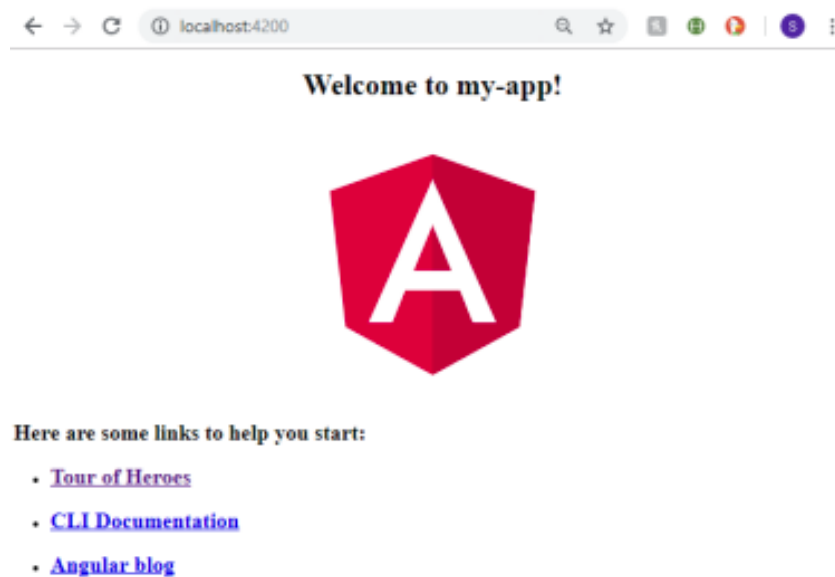 localhost:4200
S
Welcome to my-app!
A
Here are some links to help you start:
• Tour of Heroes
• CLI Documentation
• Angular blog